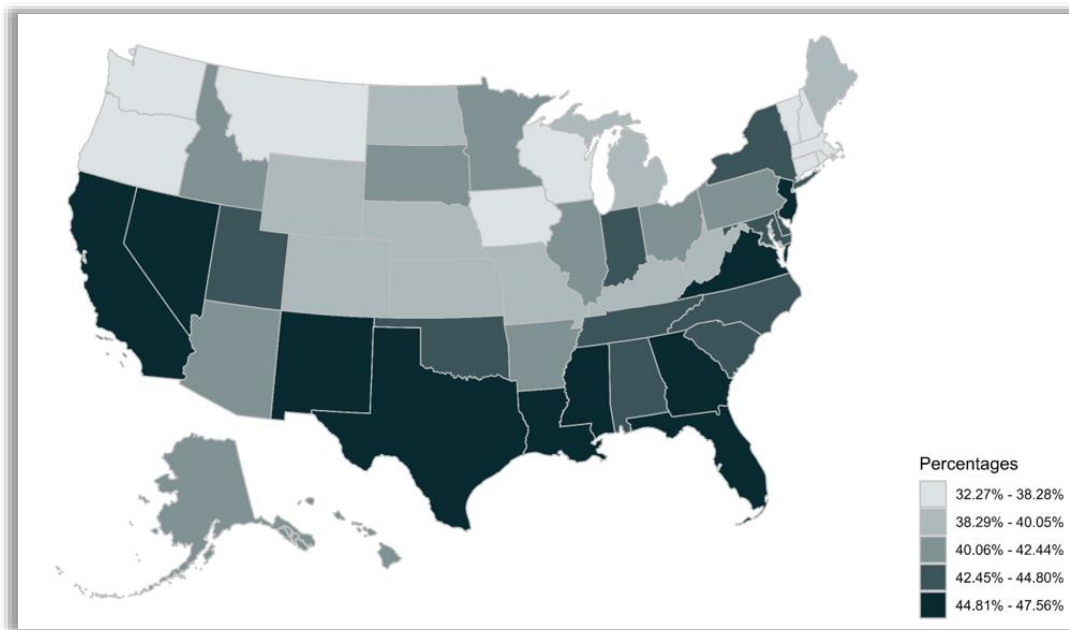 Percentages
32.27% - 38.28%
38.29% - 40.05%
40.06% - 42.44%
42.45% - 44.80%
44.81% - 47.56%